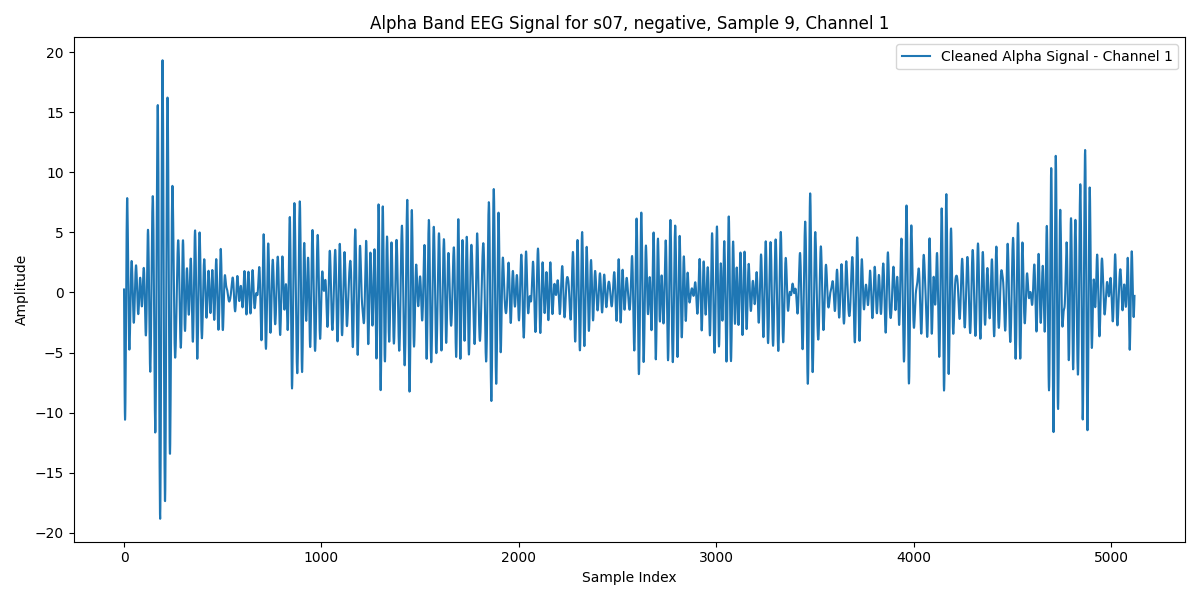 Alpha Band EEG Signal for s07, negative, Sample 9, Channel 1
Cleaned Alpha Signal - Channel 1
Amplitude
20
15
10
5
0
−5
−10
−15
−20
0 1000 2000 3000 4000 5000
Sample Index